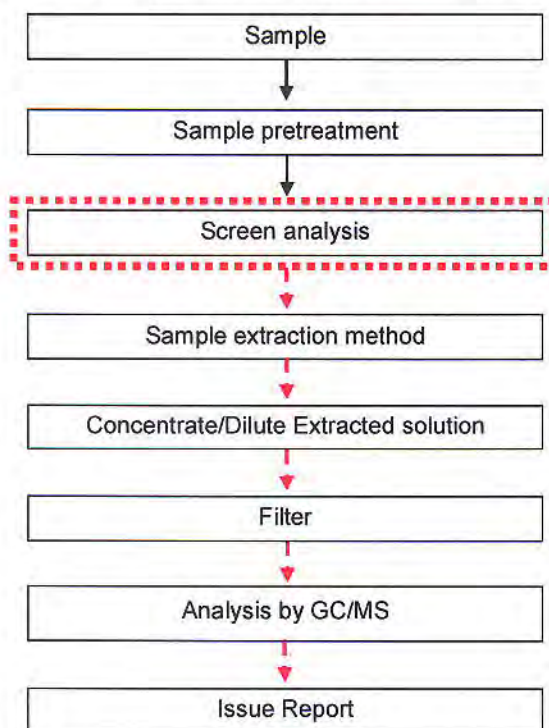 Sample
Sample pretreatment
Screen analysis
Sample extraction method
Concentrate/Dilute Extracted solution
Filter
Analysis by GC/MS
Issue Report